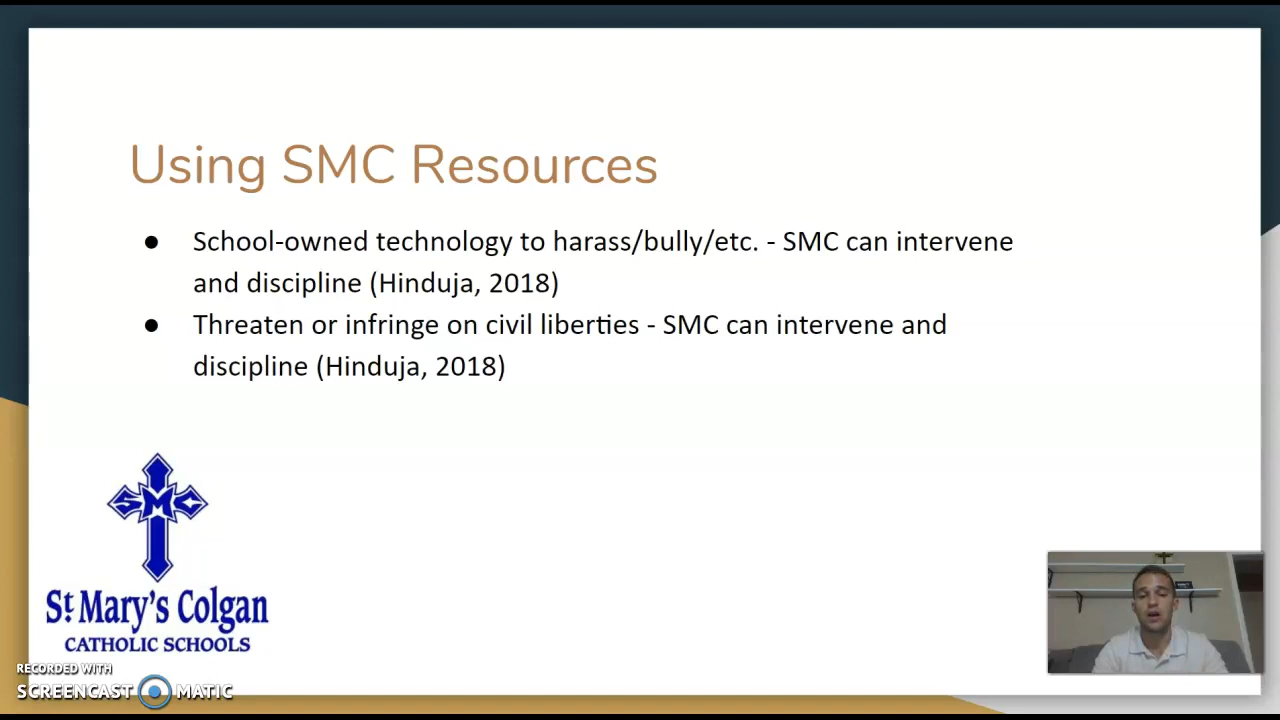 Using SMC Resources
● School-owned technology to harass/bully/etc. - SMC can intervene
and discipline (Hinduja, 2018)
● Threaten or infringe on civil liberties - SMC can intervene and
discipline (Hinduja, 2018)
SMC
St Mary's Colgan
CATHOLIC SCHOOLS
RECORDED WITH
SCREENCAST MATIC